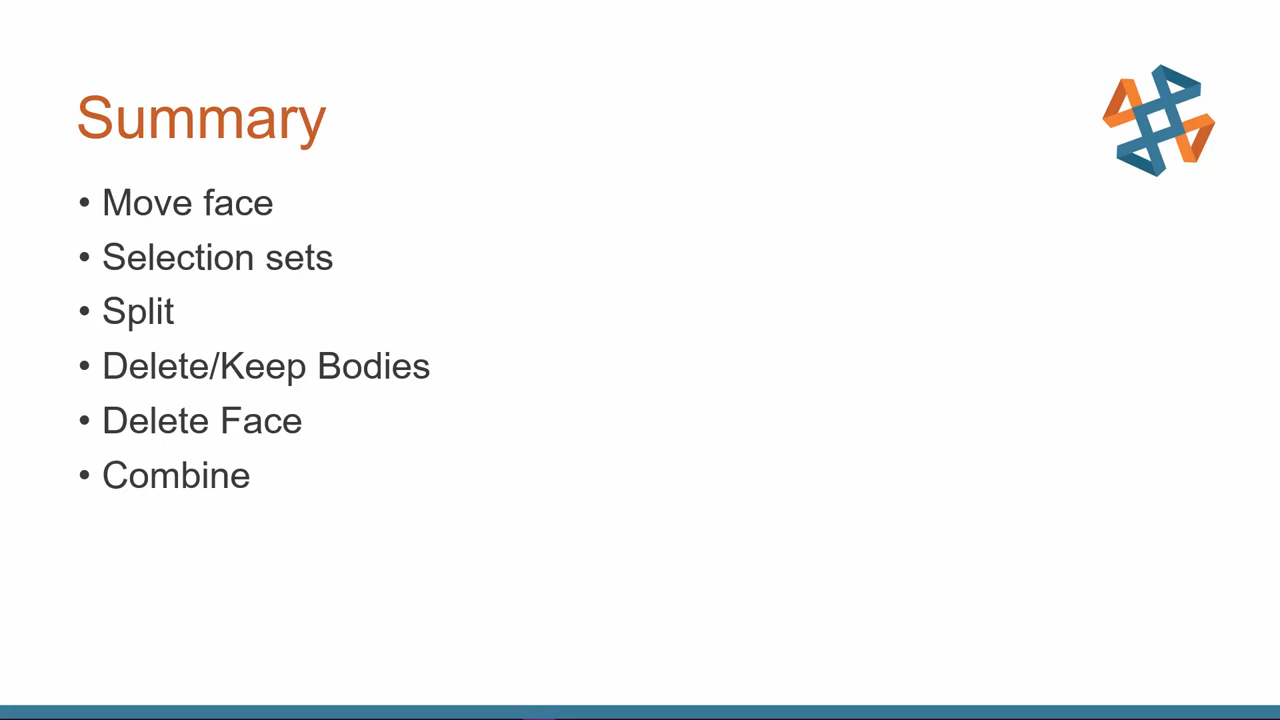 Summary
• Move face
• Selection sets
• Split
• Delete/Keep Bodies
• Delete Face
• Combine